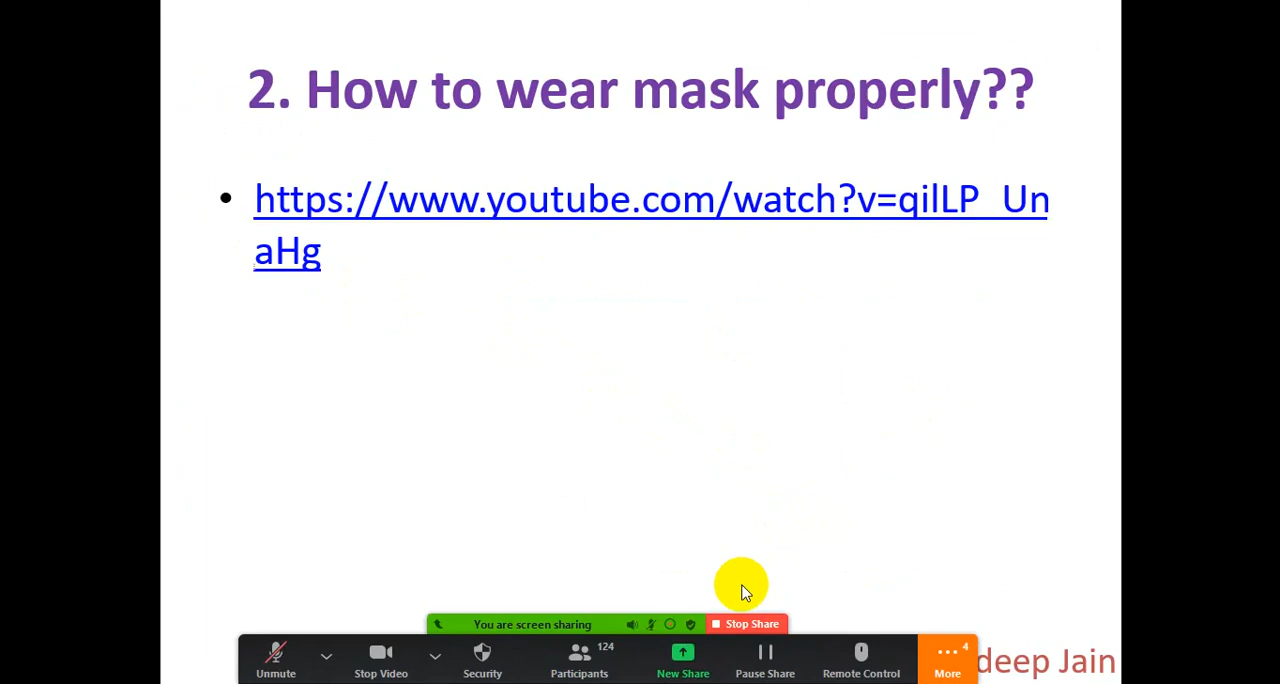 2. How to wear mask properly??
• https://www.youtube.com/watch?v=qilLP_Un
aHg
You are screen sharing Stop Share
124 4
Unmute Stop Video Security Participants New Share Pause Share Remote Control More
deep Jain